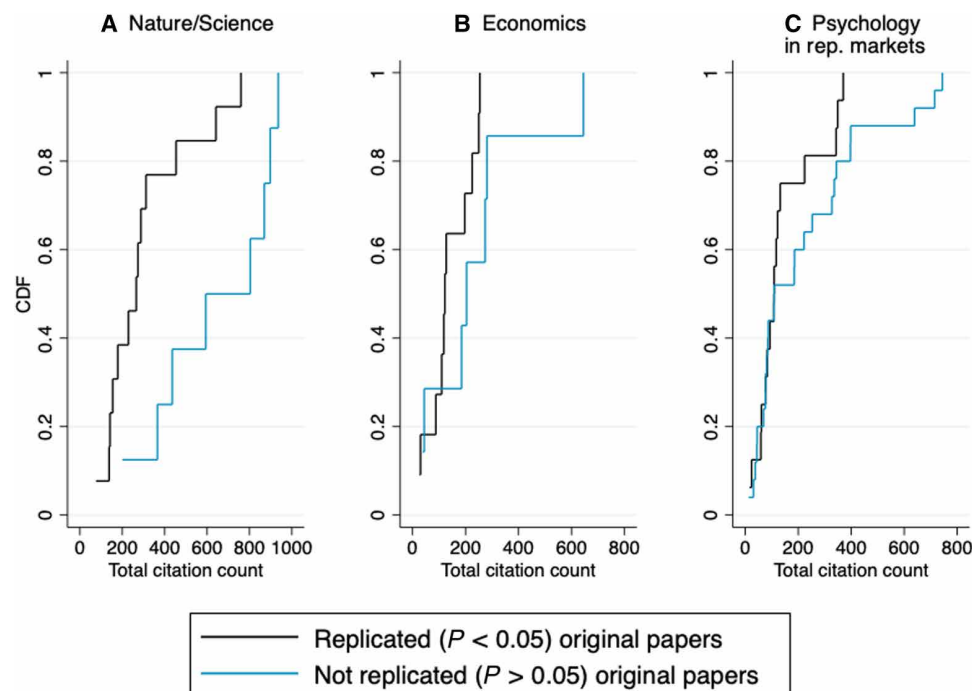 A Nature/Science
B Economics
C Psychology
in rep. markets
CDF
1
0.8
0.6
0.4
0.2
0
0 200 400 600 800 1000
Total citation count
1
0.8
0.6
0.4
0.2
0
0 200 400 600 800
Total citation count
1
0.8
0.6
0.4
0.2
0
0 200 400 600 800
Total citation count
Replicated (P < 0.05) original papers
Not replicated (P > 0.05) original papers